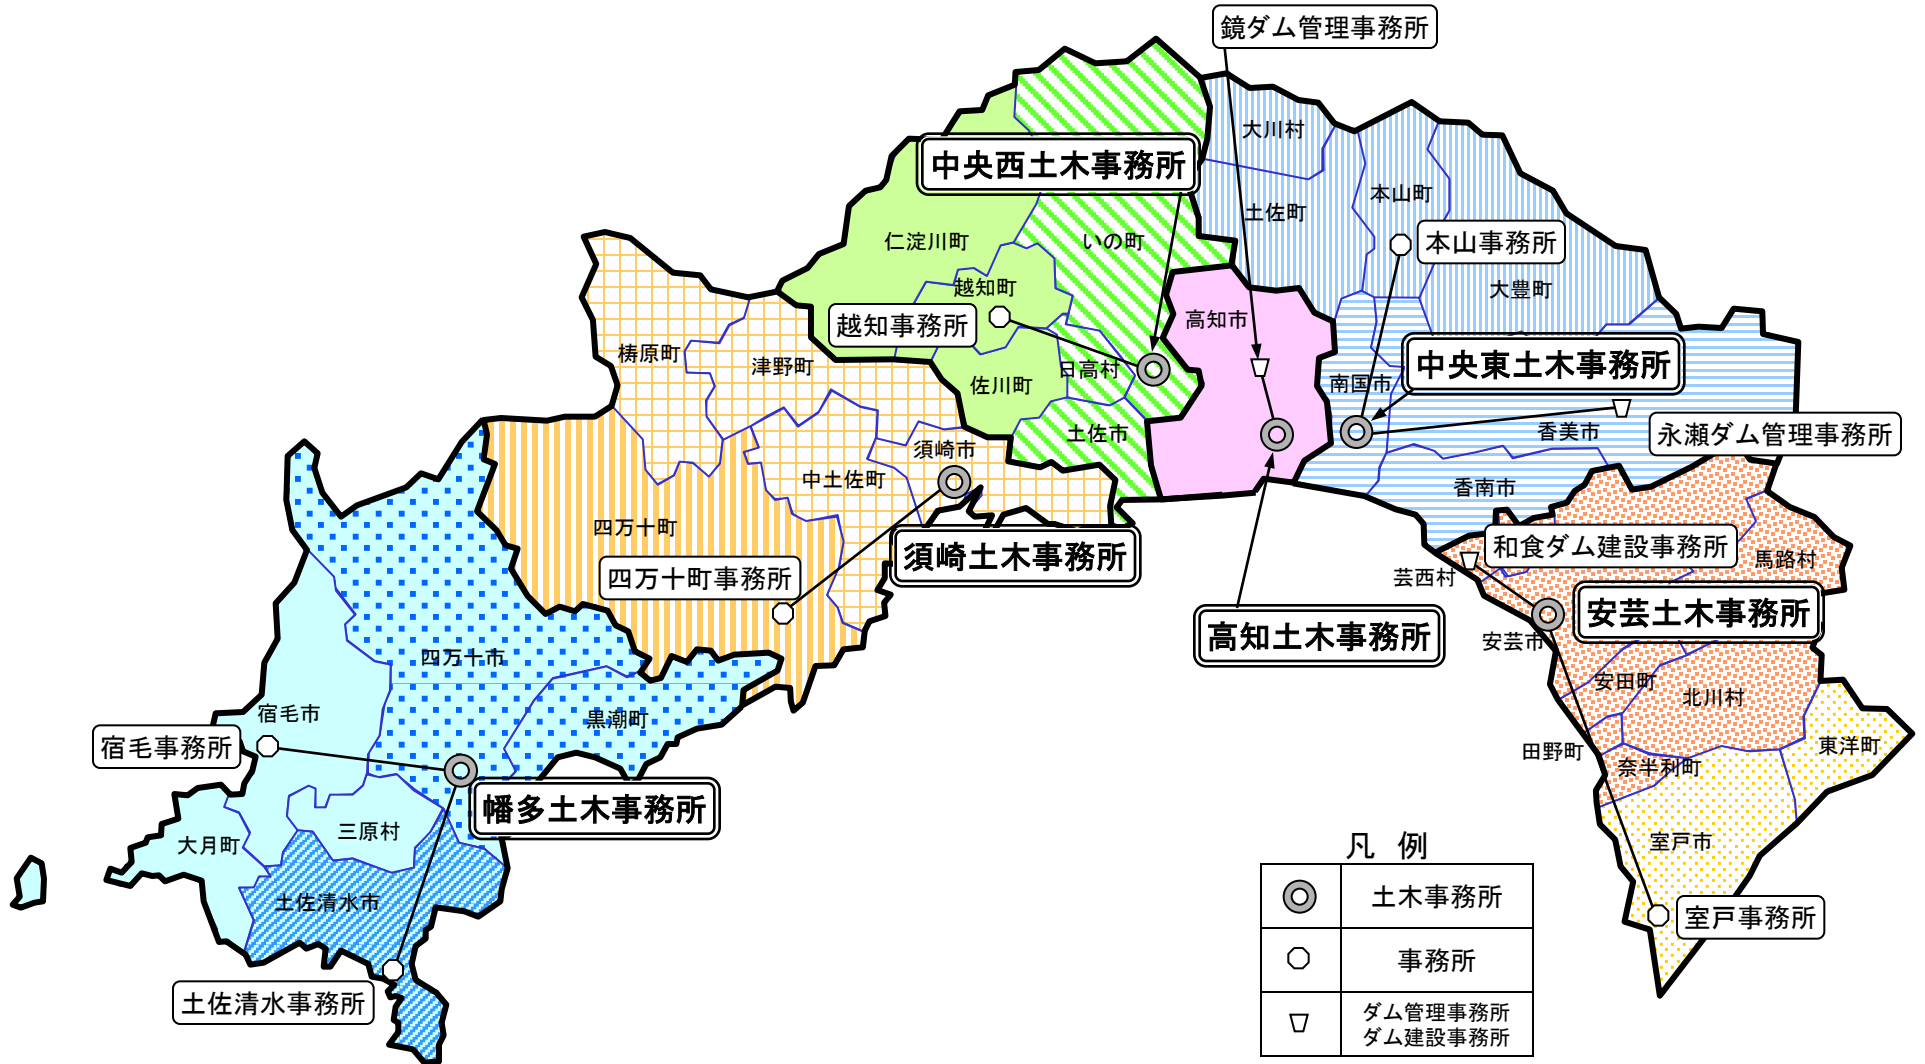 鏡ダム管理事務所
大川村
中央西土木事務所
本山町
土佐町
仁淀川町
いの町
本山事務所
越知町
大豊町
越知事務所
高知市
梼原町
津野町
日高村
佐川町
南国市
中央東土木事務所
土佐市
香美市
永瀬ダム管理事務所
須崎市
中土佐町
香南市
四万十町
須崎土木事務所
和食ダム建設事務所
馬路村
四万十町事務所
芸西村
安芸土木事務所
高知土木事務所
安芸市
四万十市
安田町
北川村
宿毛市
黒潮町
宿毛事務所
田野町
東洋町
奈半利町
幡多土木事務所
大月町
三原村
室戸市
土佐清水市
室戸事務所
土佐清水事務所
凡 例
土木事務所
事務所
ダム管理事務所
ダム建設事務所